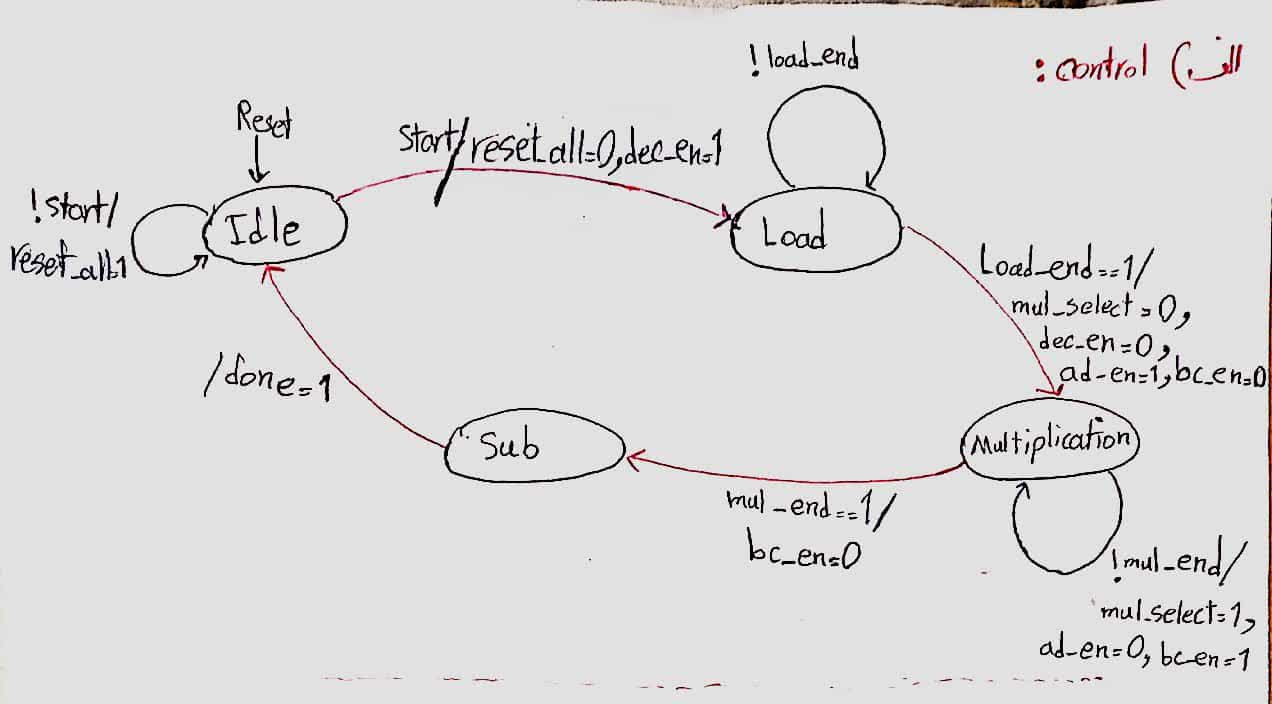 الف) control :
! load_end
Reset
Start/reset_all=0,dec_en=1
!start/
reset_all=1
Idle
Load
Load_end==1/
mul_select=0,
dec_en=0,
ad_en=1,bc_en=0
/done=1
Sub
Multiplication
mul_end==1/
bc_en=0
!mul_end/
mul_select=1,
ad_en=0, bc_en=1